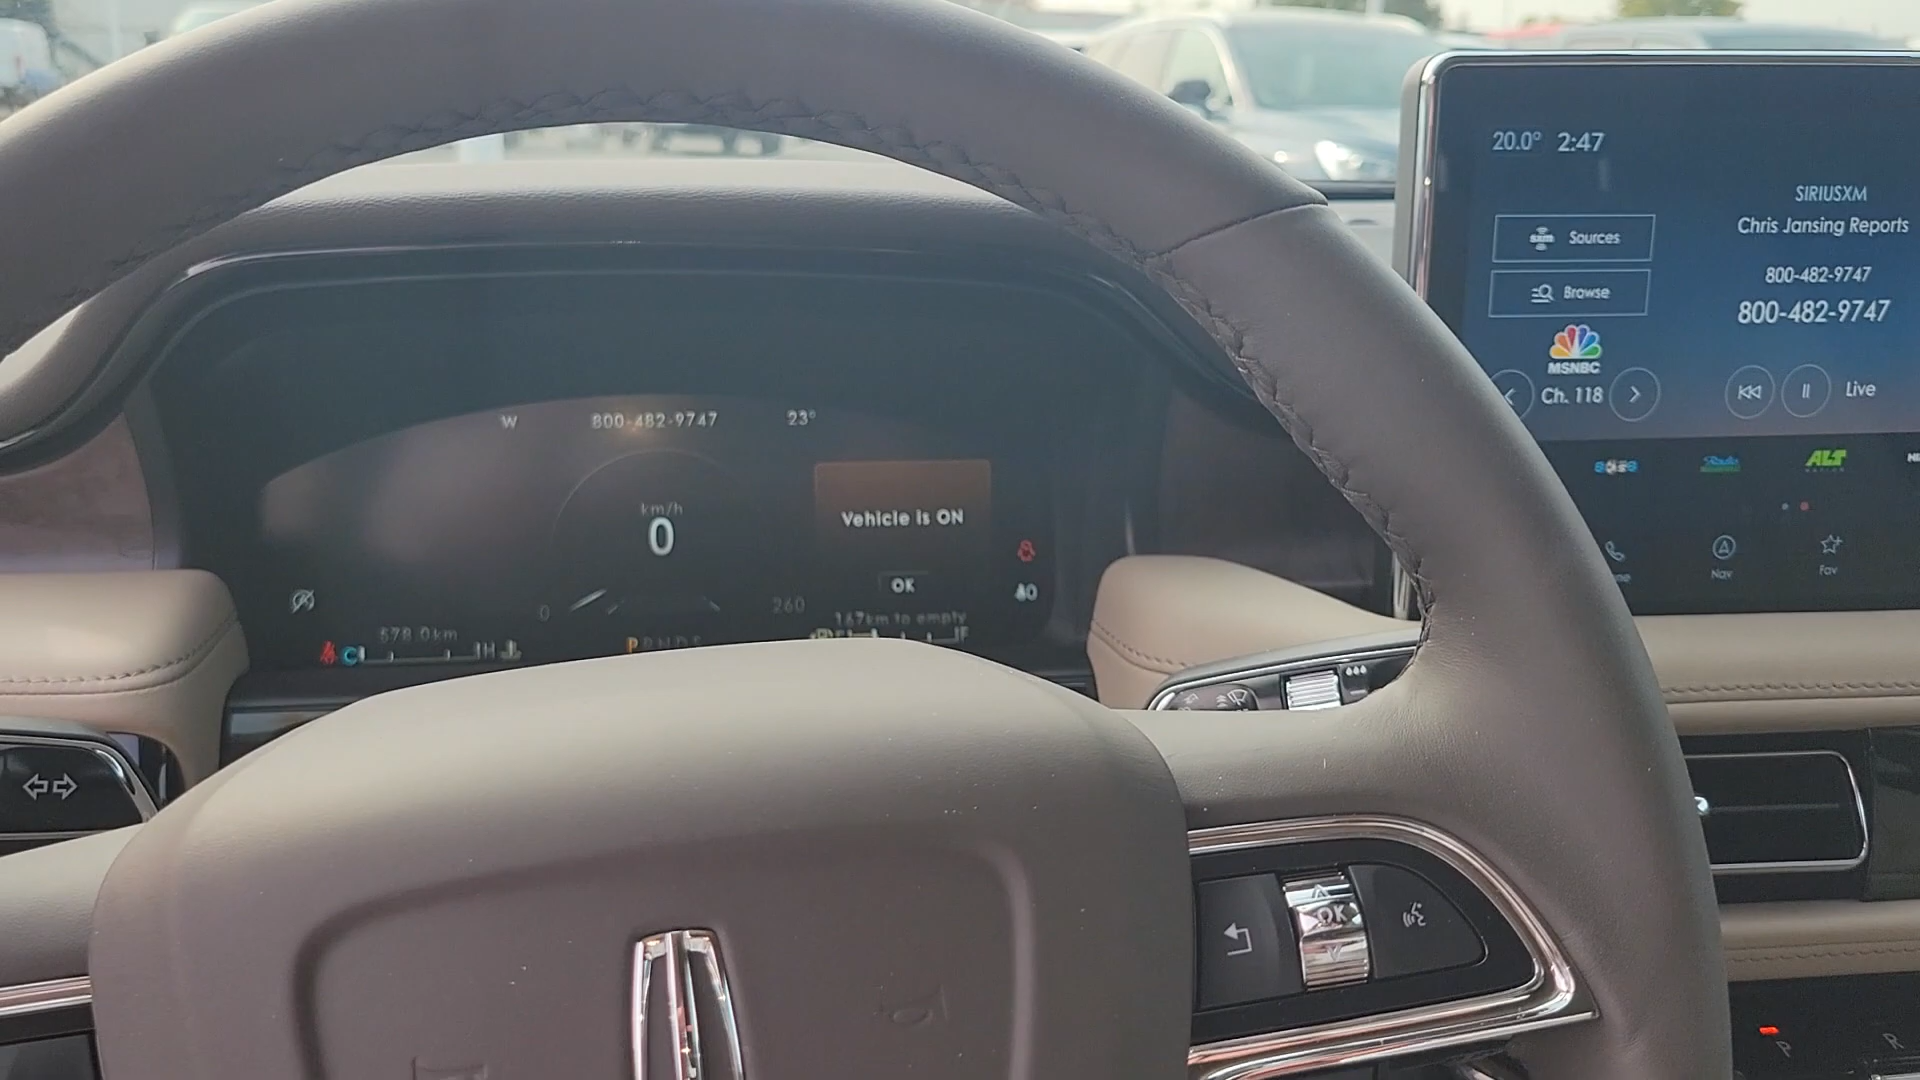 20.0° 2:47
SIRIUSXM
Chris Jansing Reports
sxm Sources
800-482-9747
Browse
800-482-9747
MSNBC
Ch. 118
Live
W 800-482-9747 23°
ALT
km/h
0
Vehicle is ON
OK
Nav
Fav
0
260
167km to empty
578.0km
C H
F
P R N D S
OK
P
R